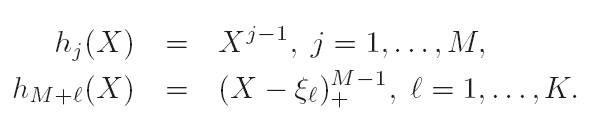 h_j(X) = X^{j−1}, j = 1, . . . , M,
h_{M+ℓ}(X) = (X − ξ_ℓ)_+^{M−1}, ℓ = 1, . . . , K.